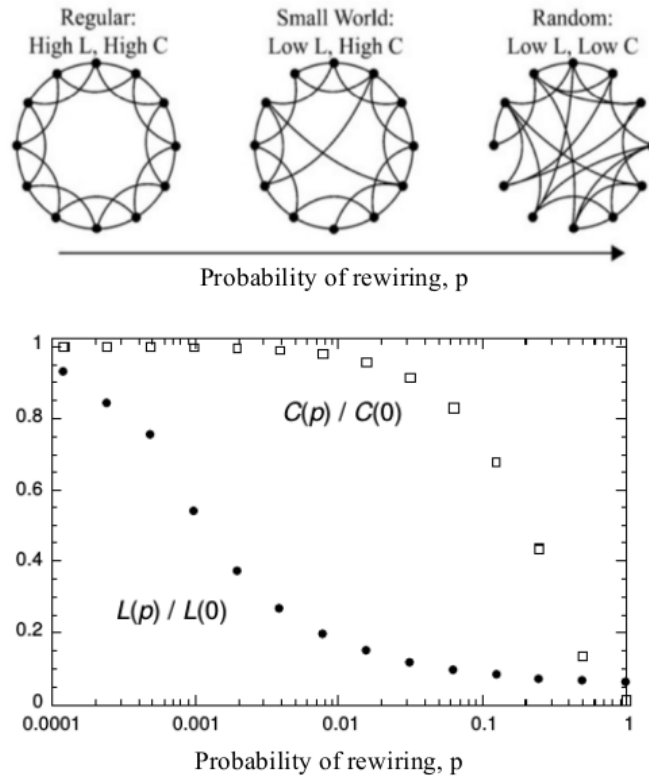 Regular:
High L, High C
Small World:
Low L, High C
Random:
Low L, Low C
Probability of rewiring, p
1
0.8
0.6
0.4
0.2
0
C(p) / C(0)
L(p) / L(0)
0.0001
0.001
0.01
0.1
1
Probability of rewiring, p